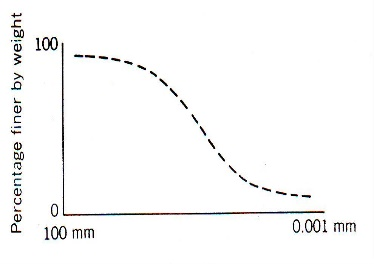 Percentage finer by weight
100
0
100 mm
0.001 mm